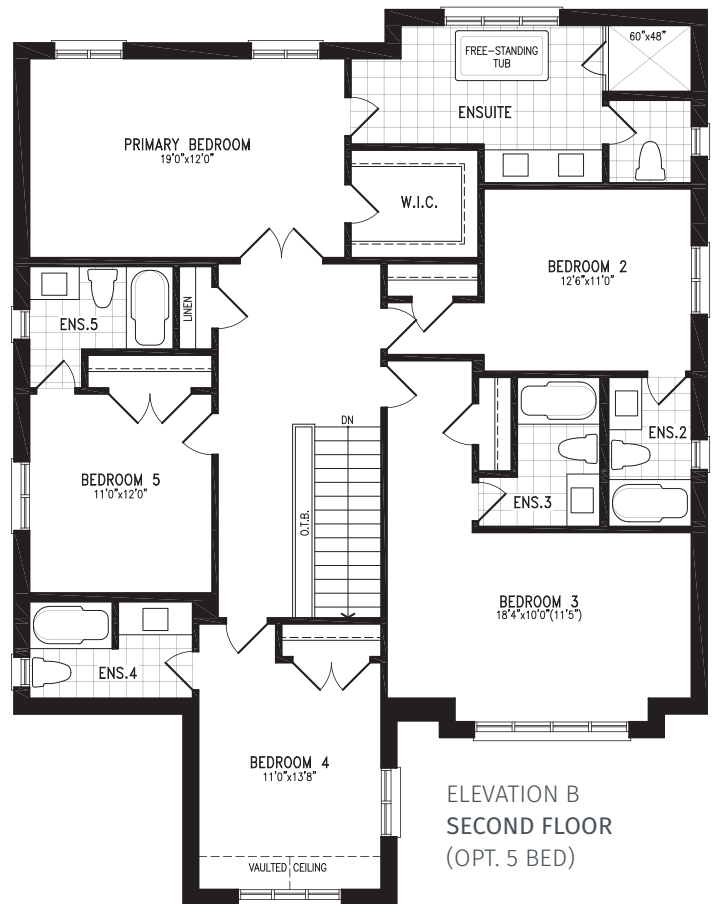 60"x48"
FREE-STANDING
TUB
ENSUITE
PRIMARY BEDROOM
19'0"x12'0"
W.I.C.
BEDROOM 2
12'6"x11'0"
LINEN
ENS.5
DN
ENS.2
BEDROOM 5
11'0"x12'0"
ENS.3
O.T.B.
BEDROOM 3
18'4"x10'0"(11'5")
ENS.4
BEDROOM 4
11'0"x13'8"
VAULTED CEILING
ELEVATION B
SECOND FLOOR
(OPT. 5 BED)